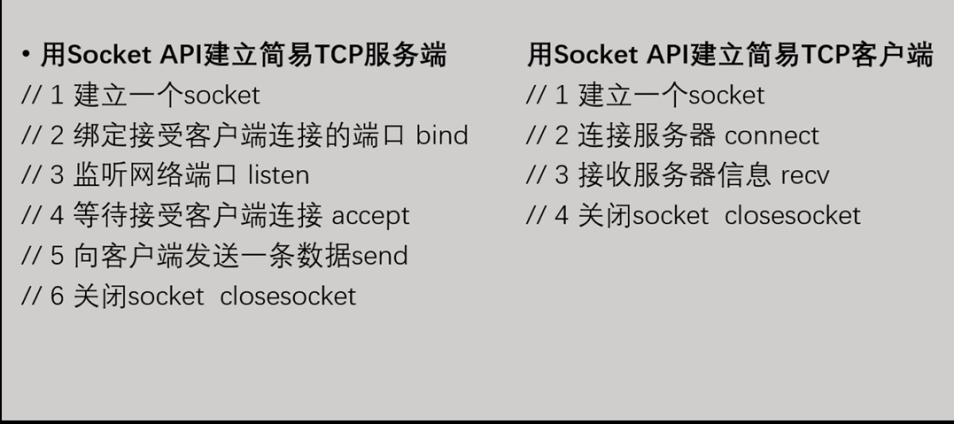 • 用Socket API建立简易TCP服务端
// 1 建立一个socket
// 2 绑定接受客户端连接的端口 bind
// 3 监听网络端口 listen
// 4 等待接受客户端连接 accept
// 5 向客户端发送一条数据send
// 6 关闭socket  closesocket
用Socket API建立简易TCP客户端
// 1 建立一个socket
// 2 连接服务器 connect
// 3 接收服务器信息 recv
// 4 关闭socket  closesocket